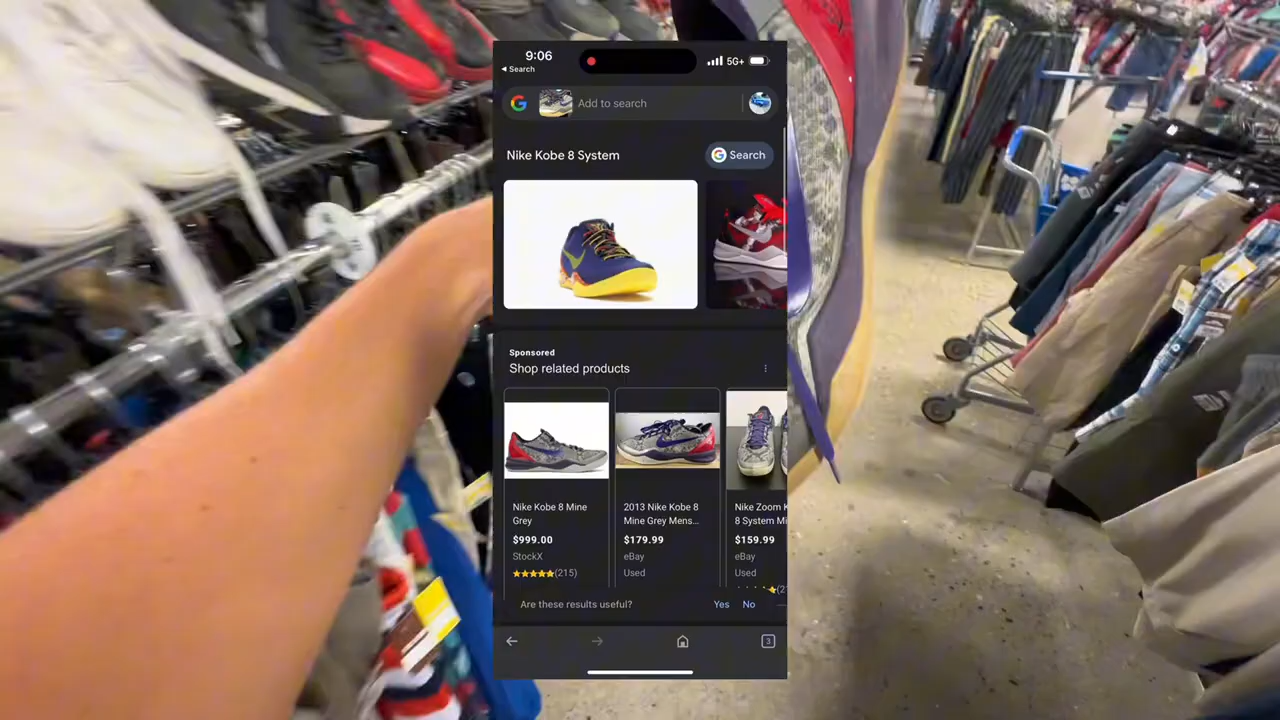 9:06
5G+
Search
Add to search
Nike Kobe 8 System
Search
Sponsored
Shop related products
Nike Kobe 8 Mine
Grey
$999.00
StockX
(215)
2013 Nike Kobe 8
Mine Grey Mens...
$179.99
eBay
Used
Nike Zoom K
8 System Mi
$159.99
eBay
Used
Are these results useful?
Yes
No
3